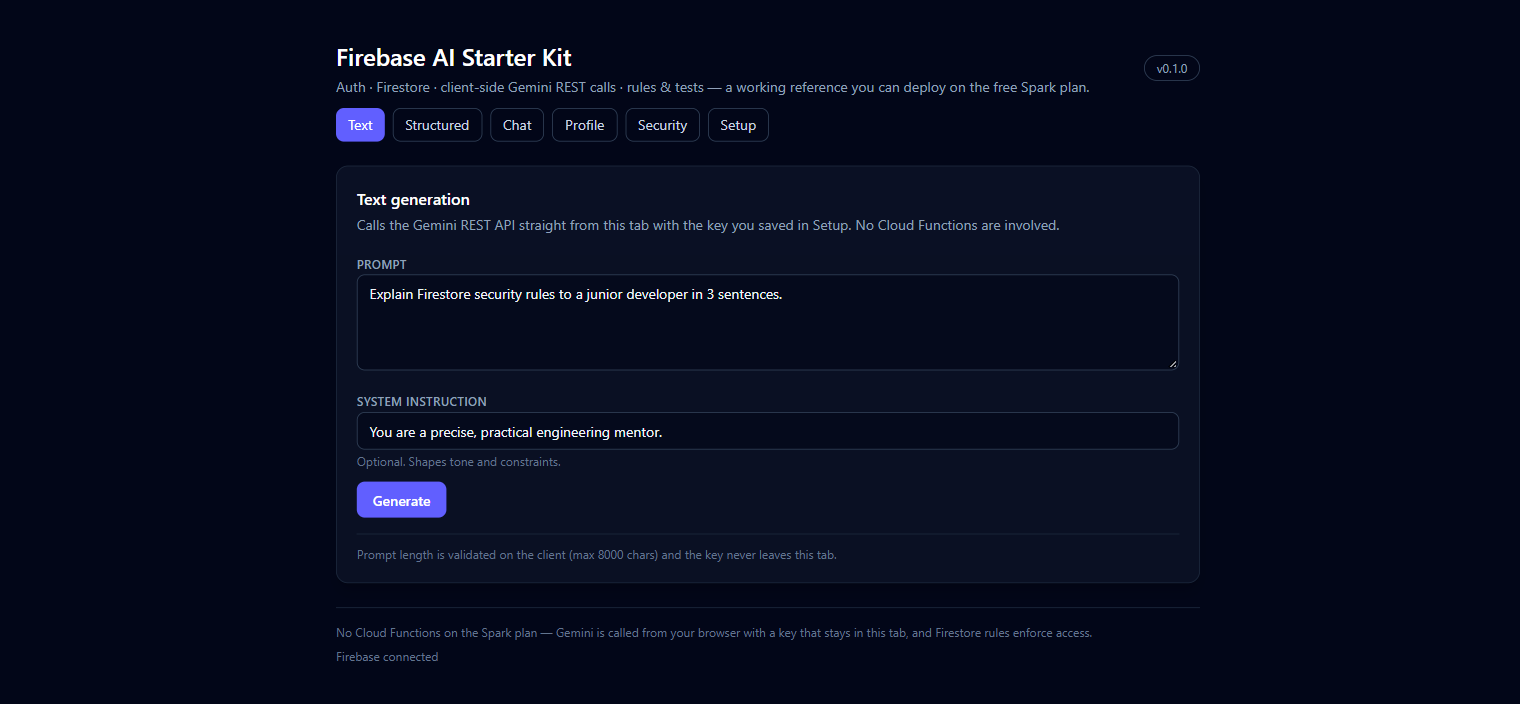 Firebase AI Starter Kit
v0.1.0
Auth · Firestore · client-side Gemini REST calls · rules & tests — a working reference you can deploy on the free Spark plan.
Text Structured Chat Profile Security Setup
Text generation
Calls the Gemini REST API straight from this tab with the key you saved in Setup. No Cloud Functions are involved.
PROMPT
Explain Firestore security rules to a junior developer in 3 sentences.
SYSTEM INSTRUCTION
You are a precise, practical engineering mentor.
Optional. Shapes tone and constraints.
Generate
Prompt length is validated on the client (max 8000 chars) and the key never leaves this tab.
No Cloud Functions on the Spark plan — Gemini is called from your browser with a key that stays in this tab, and Firestore rules enforce access.
Firebase connected